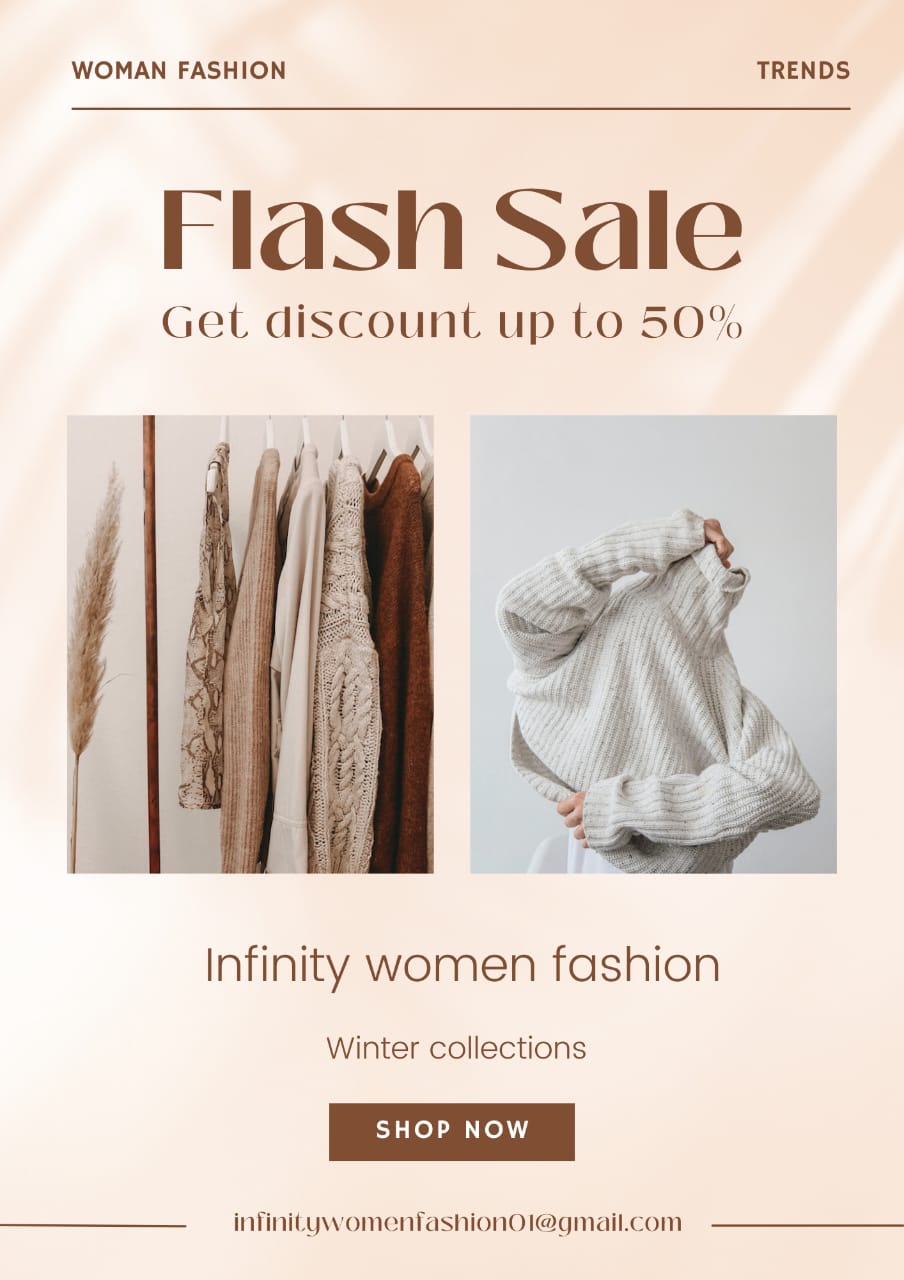 WOMAN FASHION TRENDS
Flash Sale
Get discount up to 50%
Infinity women fashion
Winter collections
SHOP NOW
infinitywomenfashion01@gmail.com